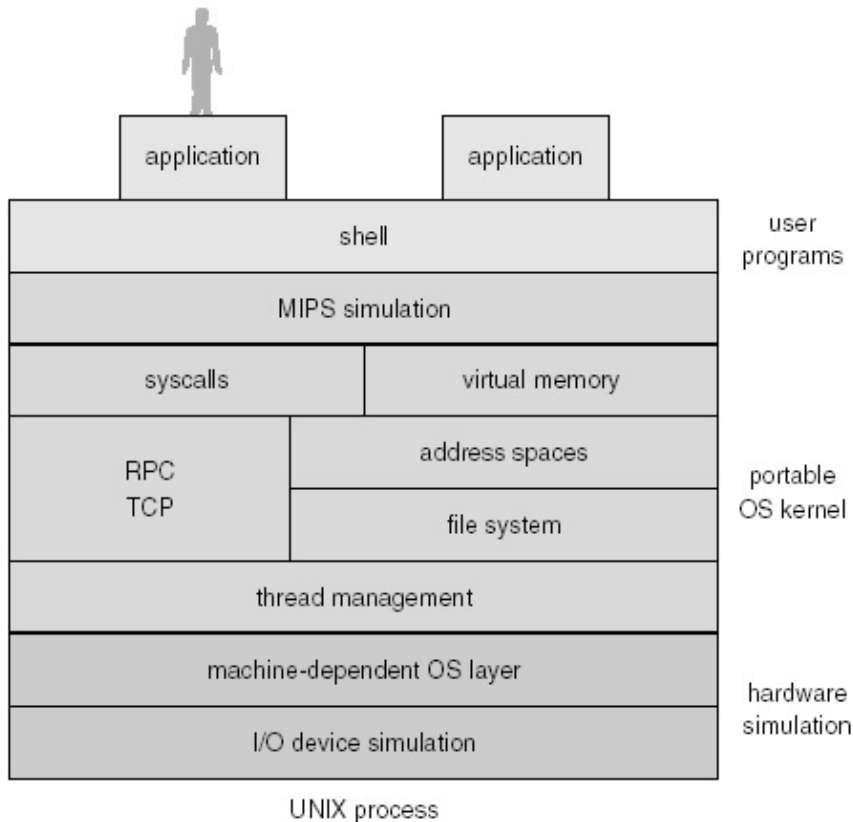 application
application
shell
user
programs
MIPS simulation
syscalls
virtual memory
RPC
TCP
address spaces
file system
portable
OS kernel
thread management
machine-dependent OS layer
I/O device simulation
hardware
simulation
UNIX process